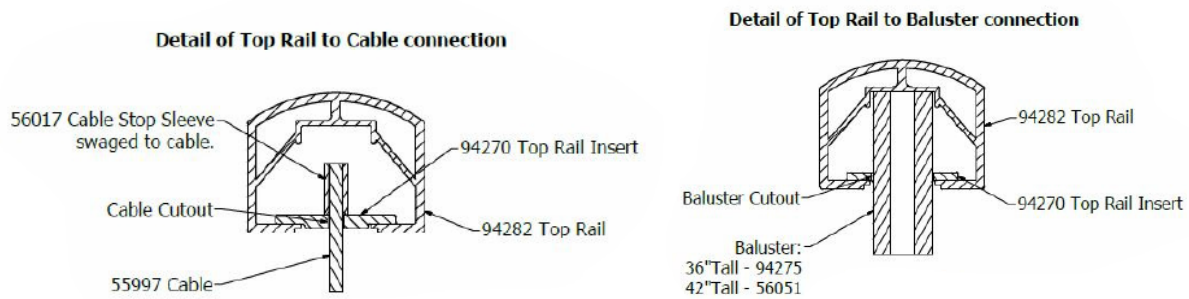 Detail of Top Rail to Cable connection
56017 Cable Stop Sleeve
swaged to cable.
94270 Top Rail Insert
Cable Cutout
94282 Top Rail
55997 Cable
Detail of Top Rail to Baluster connection
94282 Top Rail
Baluster Cutout
94270 Top Rail Insert
Baluster:
36"Tall - 94275
42"Tall - 56051